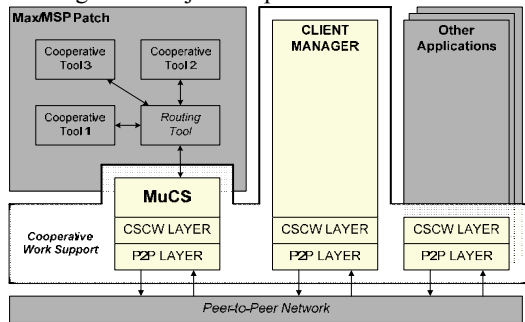 Max/MSP Patch
Cooperative
Tool 3
Cooperative
Tool 2
Cooperative
Tool 1
Routing
Tool
CLIENT
MANAGER
Other
Applications
MuCS
CSCW LAYER
P2P LAYER
CSCW LAYER
P2P LAYER
CSCW LAYER
P2P LAYER
Cooperative
Work Support
Peer-to-Peer Network